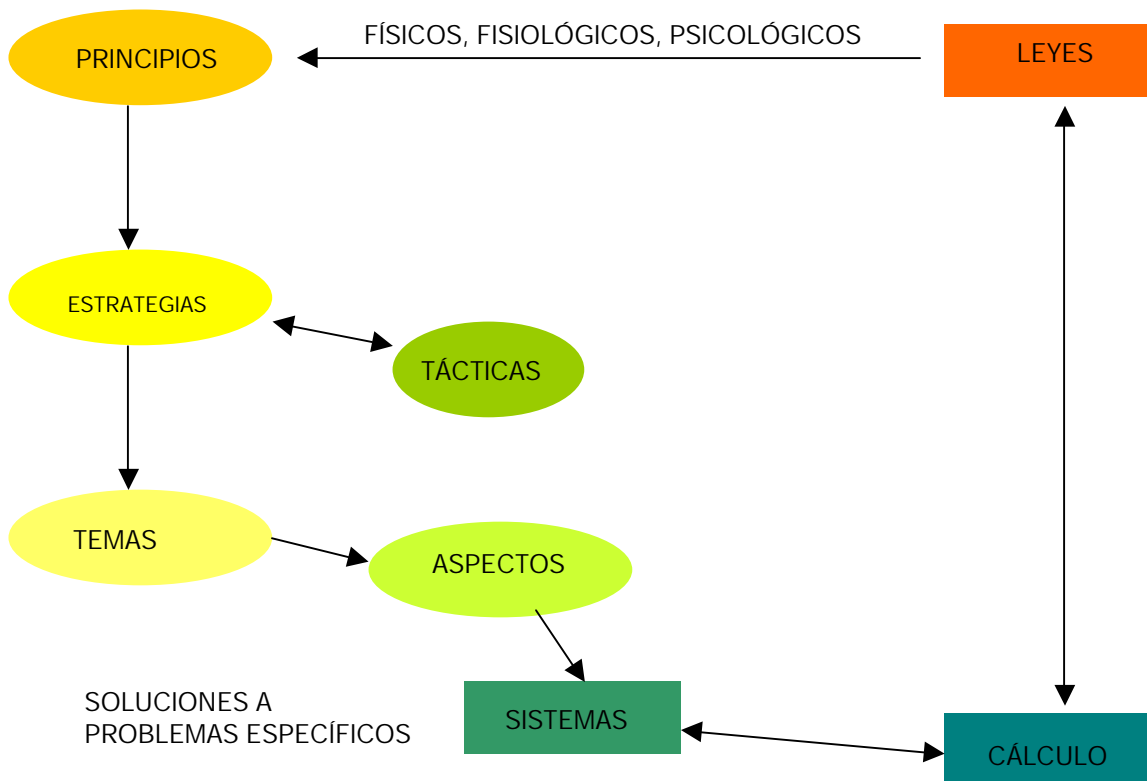 FÍSICOS, FISIOLÓGICOS, PSICOLÓGICOS
PRINCIPIOS
LEYES
ESTRATEGIAS
TÁCTICAS
TEMAS
ASPECTOS
SOLUCIONES A
PROBLEMAS ESPECÍFICOS
SISTEMAS
CÁLCULO